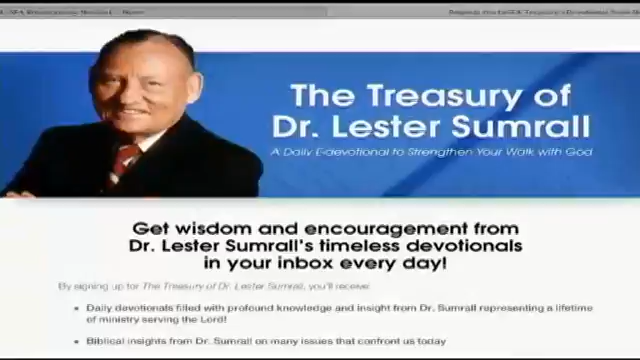 The Treasury of
Dr. Lester Sumrall
A Daily E-devotional to Strengthen Your Walk with God
Get wisdom and encouragement from
Dr. Lester Sumrall's timeless devotionals
in your inbox every day!
By signing up for The Treasury of Dr. Lester Sumrall, you'll receive:
• Daily devotionals filled with profound knowledge and insight from Dr. Sumrall representing a lifetime
of ministry serving the Lord!
• Biblical insights from Dr. Sumrall on many issues that confront us today